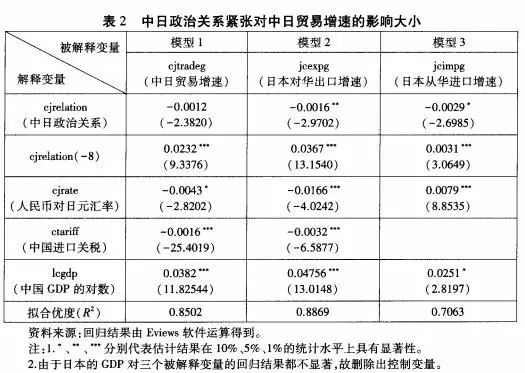 表 2 中日政治关系紧张对中日贸易增速的影响大小
被解释变量 模型 1 模型 2 模型 3
解释变量 cjtradeg jcexpg jcimpg
(中日贸易增速) (日本对华出口增速) (日本从华进口增速)
cjrelation -0.0012 -0.0016** -0.0029*
(中日政治关系) (-2.3820) (-2.9702) (-2.6985)
cjrelation(-8) 0.0232*** 0.0367*** 0.0031***
(9.3376) (13.1540) (3.0649)
cjrate -0.0043* -0.0166*** 0.0079***
(人民币对日元汇率) (-2.8202) (-4.0242) (8.8535)
ctariff -0.0016*** -0.0032***
(中国进口关税) (-25.4019) (-6.5877)
lcgdp 0.0382*** 0.04756*** 0.0251*
(中国 GDP 的对数) (11.82544) (13.0148) (2.8197)
拟合优度(R²) 0.8502 0.8869 0.7063
资料来源:回归结果由 Eviews 软件运算得到。
注:1.*、**、***分别代表估计结果在 10%、5%、1%的统计水平上具有显著性。
2.由于日本的 GDP 对三个被解释变量的回归结果都不显著,故删除出控制变量。